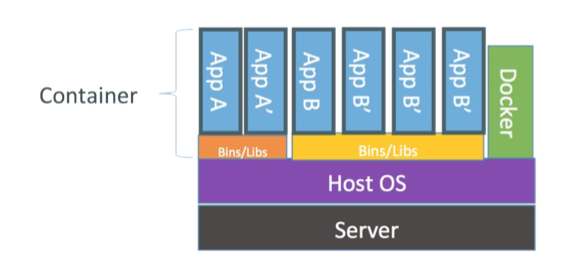 Container
App A
App A'
App B
App B'
App B'
App B'
Docker
Bins/Libs
Bins/Libs
Host OS
Server